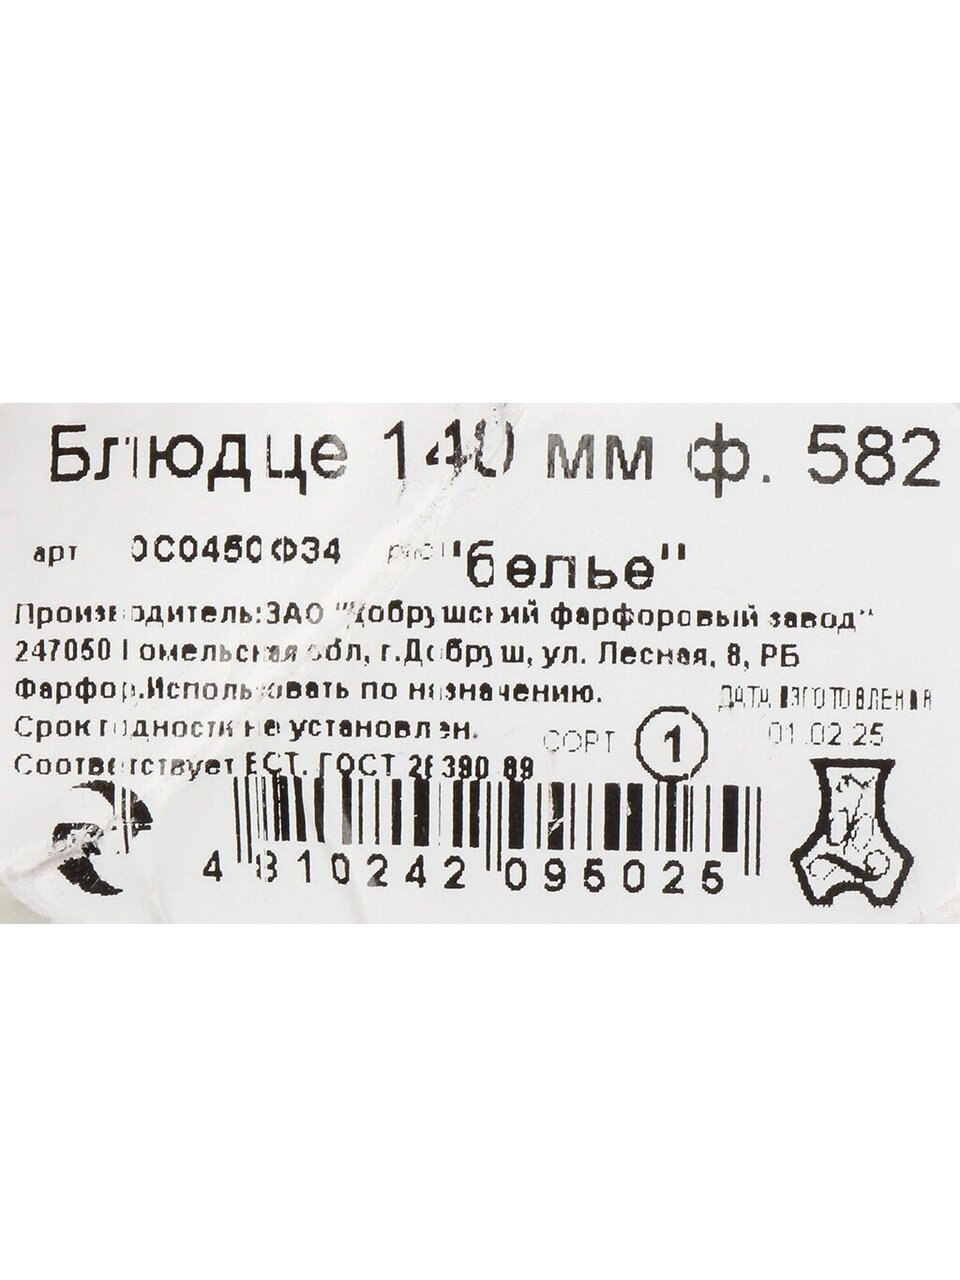 Блюдце 140 мм ф. 582
арт 0С0450Ф34 рис "белье"
Производитель:ЗАО "Добрушский фарфоровый завод"
247050 Гомельская обл, г.Добруш, ул. Лесная, 8, РБ
Фарфор.Использовать по назначению.
Срок годности не установлен.
Соответствует ЕСТ. ГОСТ 28390 89
СОРТ 1
ДАТА ИЗГОТОВЛЕНИЯ
01.02.25
4 810242 095025